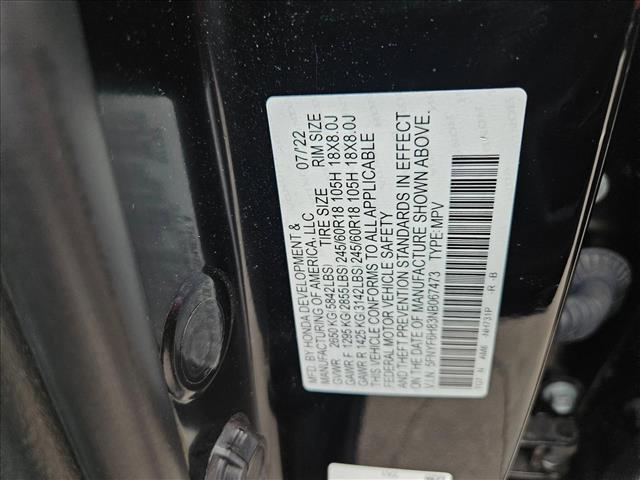 MANUFACTURED BY HONDA DEVELOPMENT &
MANUFACTURING OF AMERICA, LLC 07/'22
GVWR 2650 KG(5842LBS) TIRE SIZE RIM SIZE
GAWR F 1295 KG(2855LBS) 245/60R18 105H 18X8.0J
GAWR R 1425 KG(3142LBS) 245/60R18 105H 18X8.0J
THIS VEHICLE CONFORMS TO ALL APPLICABLE
FEDERAL MOTOR VEHICLE SAFETY
AND THEFT PREVENTION STANDARDS IN EFFECT
ON THE DATE OF MANUFACTURE SHOWN ABOVE.
V.I.N. 5FNYF8H83NB067473 TYPE:MPV
NH731P R-B